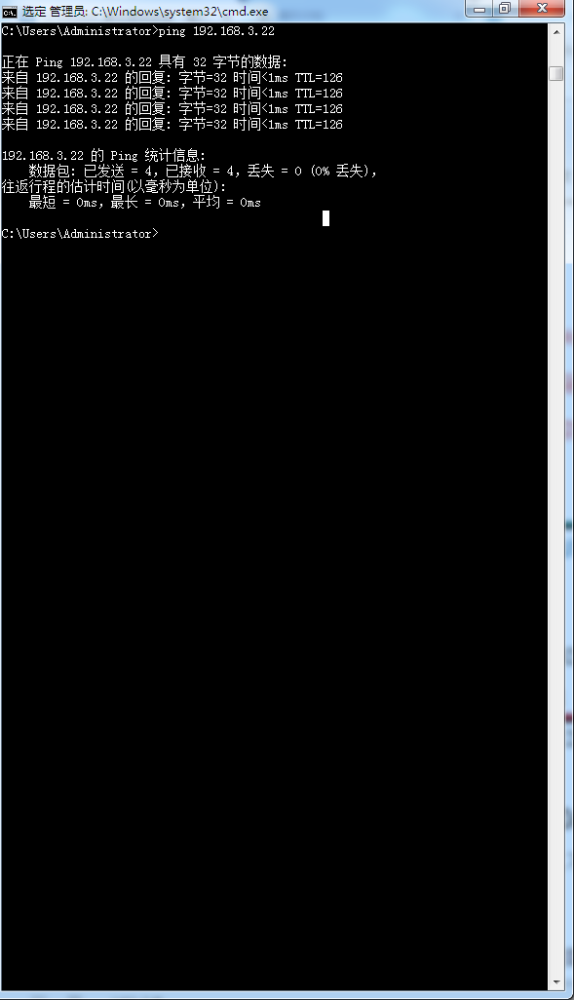 选定 管理员: C:\Windows\system32\cmd.exe
C:\Users\Administrator>ping 192.168.3.22
正在 Ping 192.168.3.22 具有 32 字节的数据:
来自 192.168.3.22 的回复: 字节=32 时间<1ms TTL=126
来自 192.168.3.22 的回复: 字节=32 时间<1ms TTL=126
来自 192.168.3.22 的回复: 字节=32 时间<1ms TTL=126
来自 192.168.3.22 的回复: 字节=32 时间<1ms TTL=126
192.168.3.22 的 Ping 统计信息:
数据包: 已发送 = 4，已接收 = 4，丢失 = 0 (0% 丢失)，
往返行程的估计时间(以毫秒为单位):
最短 = 0ms，最长 = 0ms，平均 = 0ms
C:\Users\Administrator>